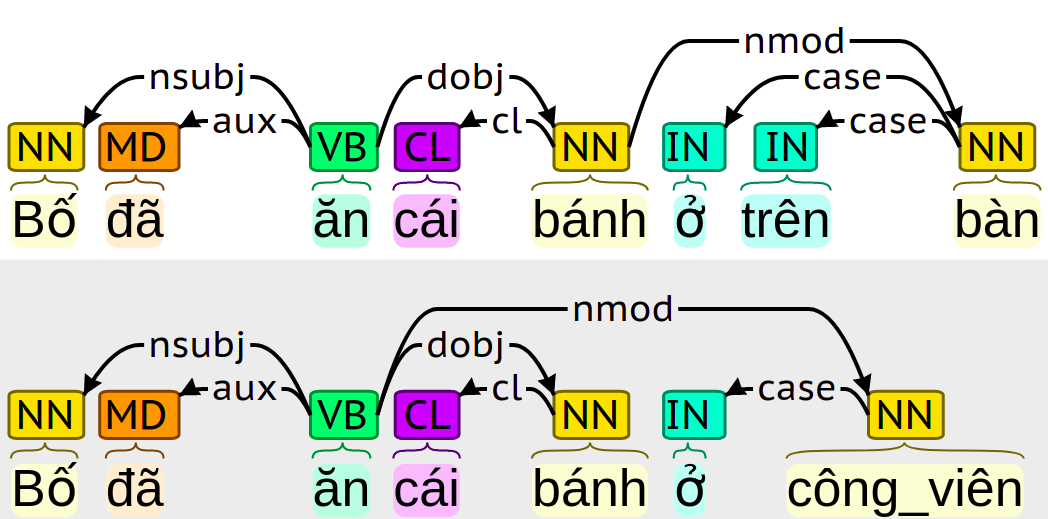 nmod
nsubj dobj case
aux cl case
NN MD VB CL NN IN IN NN
Bố đã ăn cái bánh ở trên bàn
nmod
nsubj dobj
aux cl case
NN MD VB CL NN IN NN
Bố đã ăn cái bánh ở công_viên